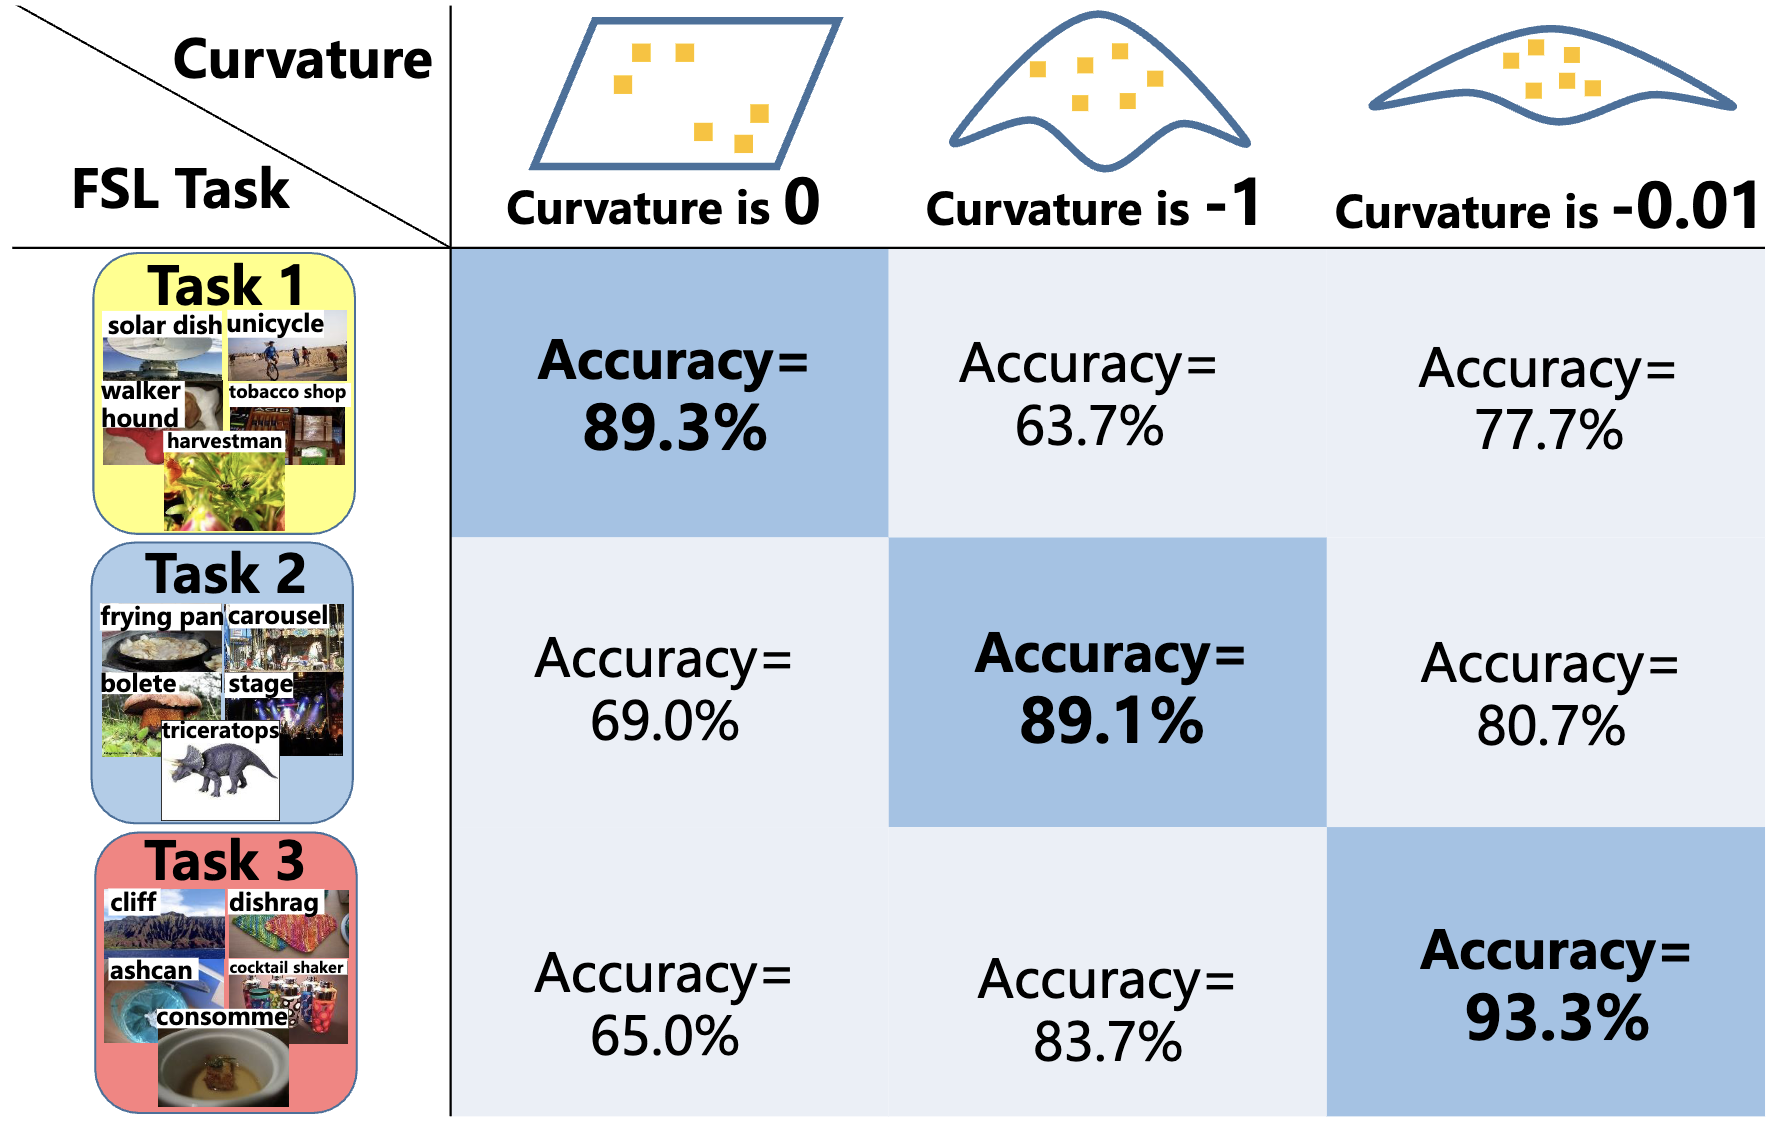 Curvature
FSL Task
Curvature is 0
Curvature is -1
Curvature is -0.01
Task 1
solar dish
unicycle
walker
hound
tobacco shop
harvestman
Accuracy=
89.3%
Accuracy=
63.7%
Accuracy=
77.7%
Task 2
frying pan
carousel
bolete
stage
triceratops
Accuracy=
69.0%
Accuracy=
89.1%
Accuracy=
80.7%
Task 3
cliff
dishrag
ashcan
cocktail shaker
consomme
Accuracy=
65.0%
Accuracy=
83.7%
Accuracy=
93.3%